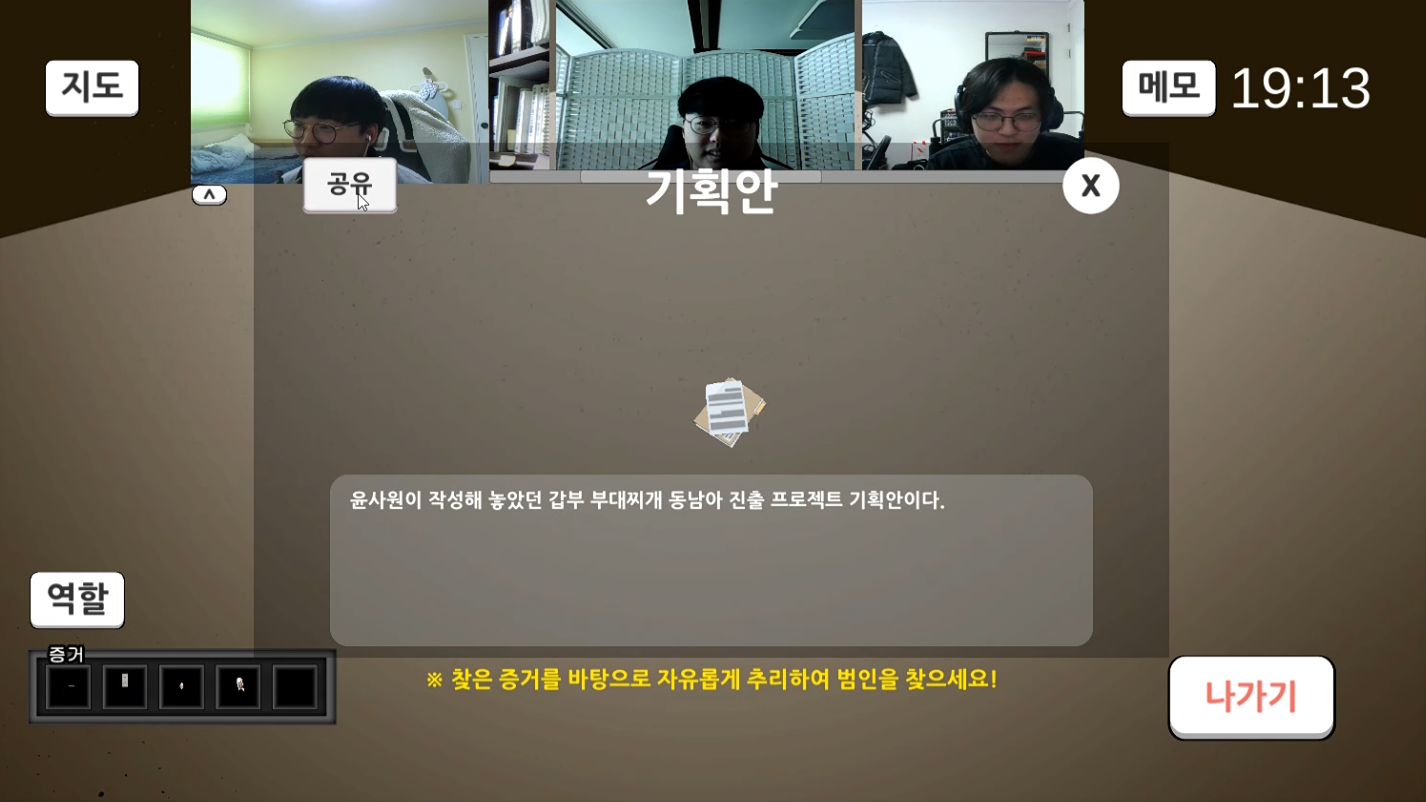 지도
메모 19:13
공유
기획안
X
윤사원이 작성해 놓았던 갑부 부대찌개 동남아 진출 프로젝트 기획안이다.
역할
증거
※ 찾은 증거를 바탕으로 자유롭게 추리하여 범인을 찾으세요!
나가기